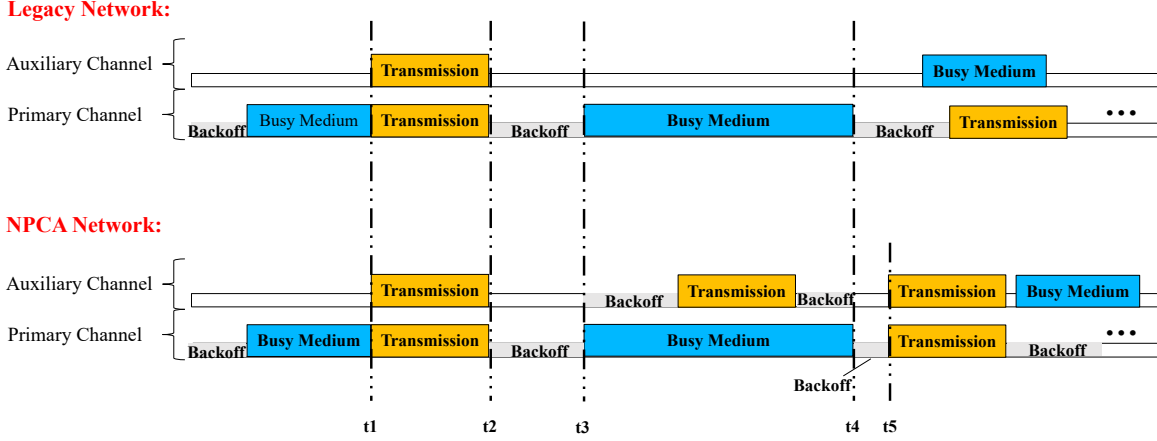 Legacy Network:
Auxiliary Channel
Transmission
Busy Medium
Primary Channel
Backoff
Busy Medium
Transmission
Backoff
Busy Medium
Backoff
Transmission
•••
NPCA Network:
Auxiliary Channel
Transmission
Backoff
Transmission
Backoff
Transmission
Busy Medium
Primary Channel
Backoff
Busy Medium
Transmission
Backoff
Busy Medium
Transmission
Backoff
•••
Backoff
t1
t2
t3
t4
t5